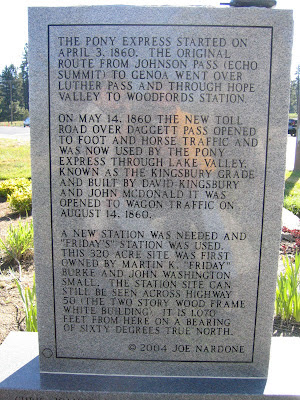 THE PONY EXPRESS STARTED ON
APRIL 3, 1860. THE ORIGINAL
ROUTE FROM JOHNSON PASS (ECHO
SUMMIT) TO GENOA WENT OVER
LUTHER PASS AND THROUGH HOPE
VALLEY TO WOODFORDS STATION.
ON MAY 14, 1860 THE NEW TOLL
ROAD OVER DAGGETT PASS OPENED
TO FOOT AND HORSE TRAFFIC AND
WAS NOW USED BY THE PONY
EXPRESS THROUGH LAKE VALLEY.
KNOWN AS THE KINGSBURY GRADE
AND BUILT BY DAVID KINGSBURY
AND JOHN MCDONALD IT WAS
OPENED TO WAGON TRAFFIC ON
AUGUST 14, 1860.
A NEW STATION WAS NEEDED AND
"FRIDAY'S" STATION WAS USED.
THIS 320 ACRE SITE WAS FIRST
OWNED BY MARTIN K. "FRIDAY"
BURKE AND JOHN WASHINGTON
SMALL. THE STATION SITE CAN
STILL BE SEEN ACROSS HIGHWAY
50 (THE TWO STORY WOOD FRAME
WHITE BUILDING). IT IS 1,070
FEET FROM HERE ON A BEARING
OF SIXTY DEGREES TRUE NORTH.
© 2004 JOE NARDONE